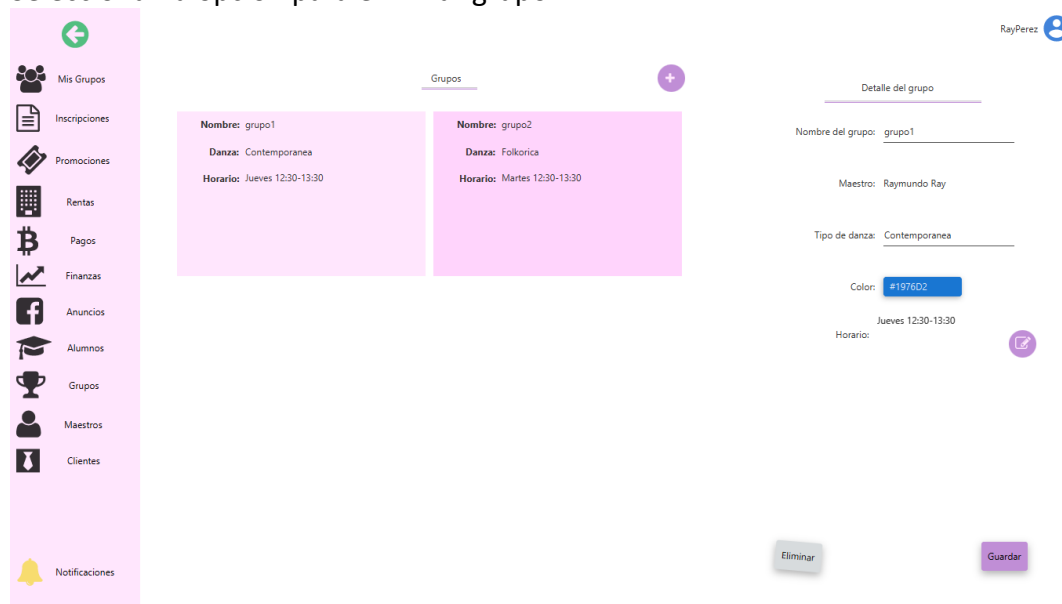 RayPerez
Mis Grupos
Inscripciones
Promociones
Rentas
Pagos
Finanzas
Anuncios
Alumnos
Grupos
Maestros
Clientes
Notificaciones
Grupos
Nombre: grupo1
Danza: Contemporanea
Horario: Jueves 12:30-13:30
Nombre: grupo2
Danza: Folkorica
Horario: Martes 12:30-13:30
Detalle del grupo
Nombre del grupo: grupo1
Maestro: Raymundo Ray
Tipo de danza: Contemporanea
Color: #1976D2
Jueves 12:30-13:30
Horario:
Eliminar
Guardar